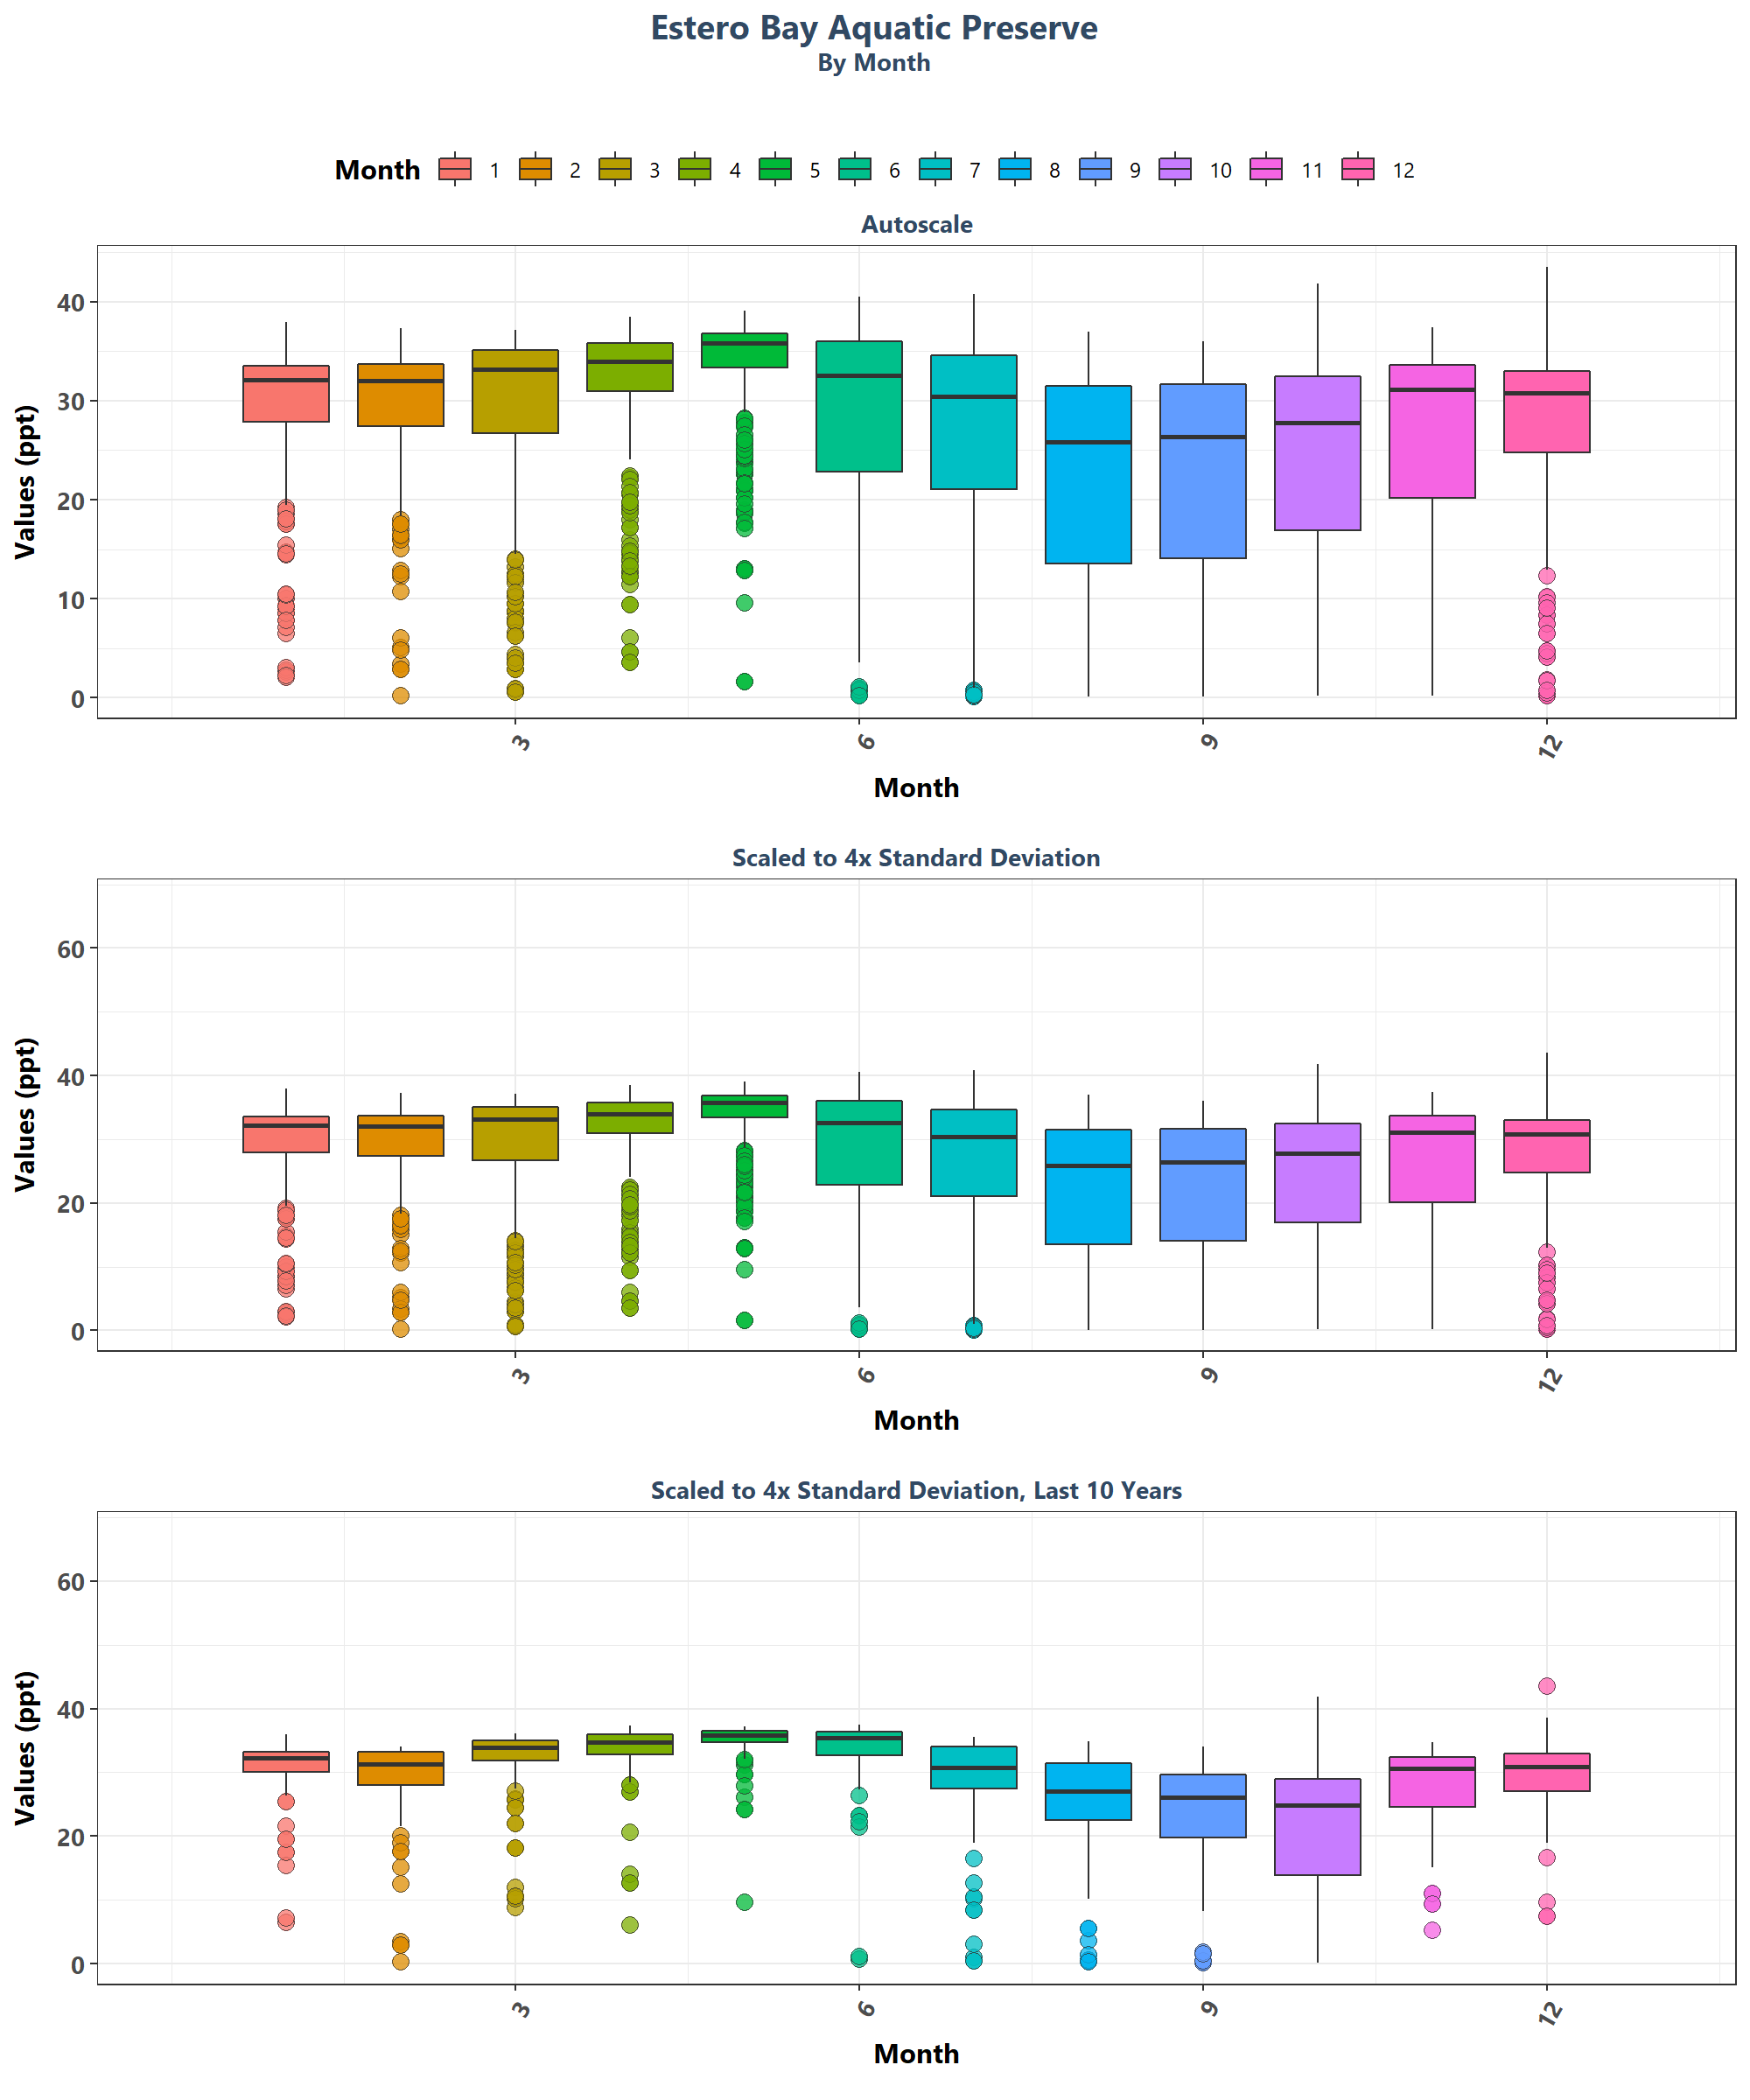 Estero Bay Aquatic Preserve
By Month
Month 1 2 3 4 5 6 7 8 9 10 11 12
Autoscale
Values (ppt)
40
30
20
10
0
3 6 9 12
Month
Scaled to 4x Standard Deviation
Values (ppt)
60
40
20
0
3 6 9 12
Month
Scaled to 4x Standard Deviation, Last 10 Years
Values (ppt)
60
40
20
0
3 6 9 12
Month